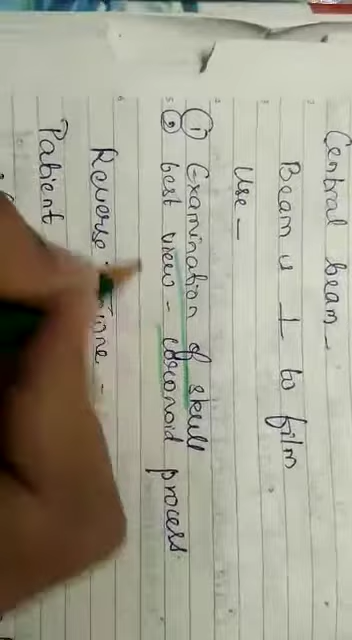 Central beam -
Beam is ⊥ to film
Use -
① Examination of skull
② best view - coronoid process
Reverse
Patient